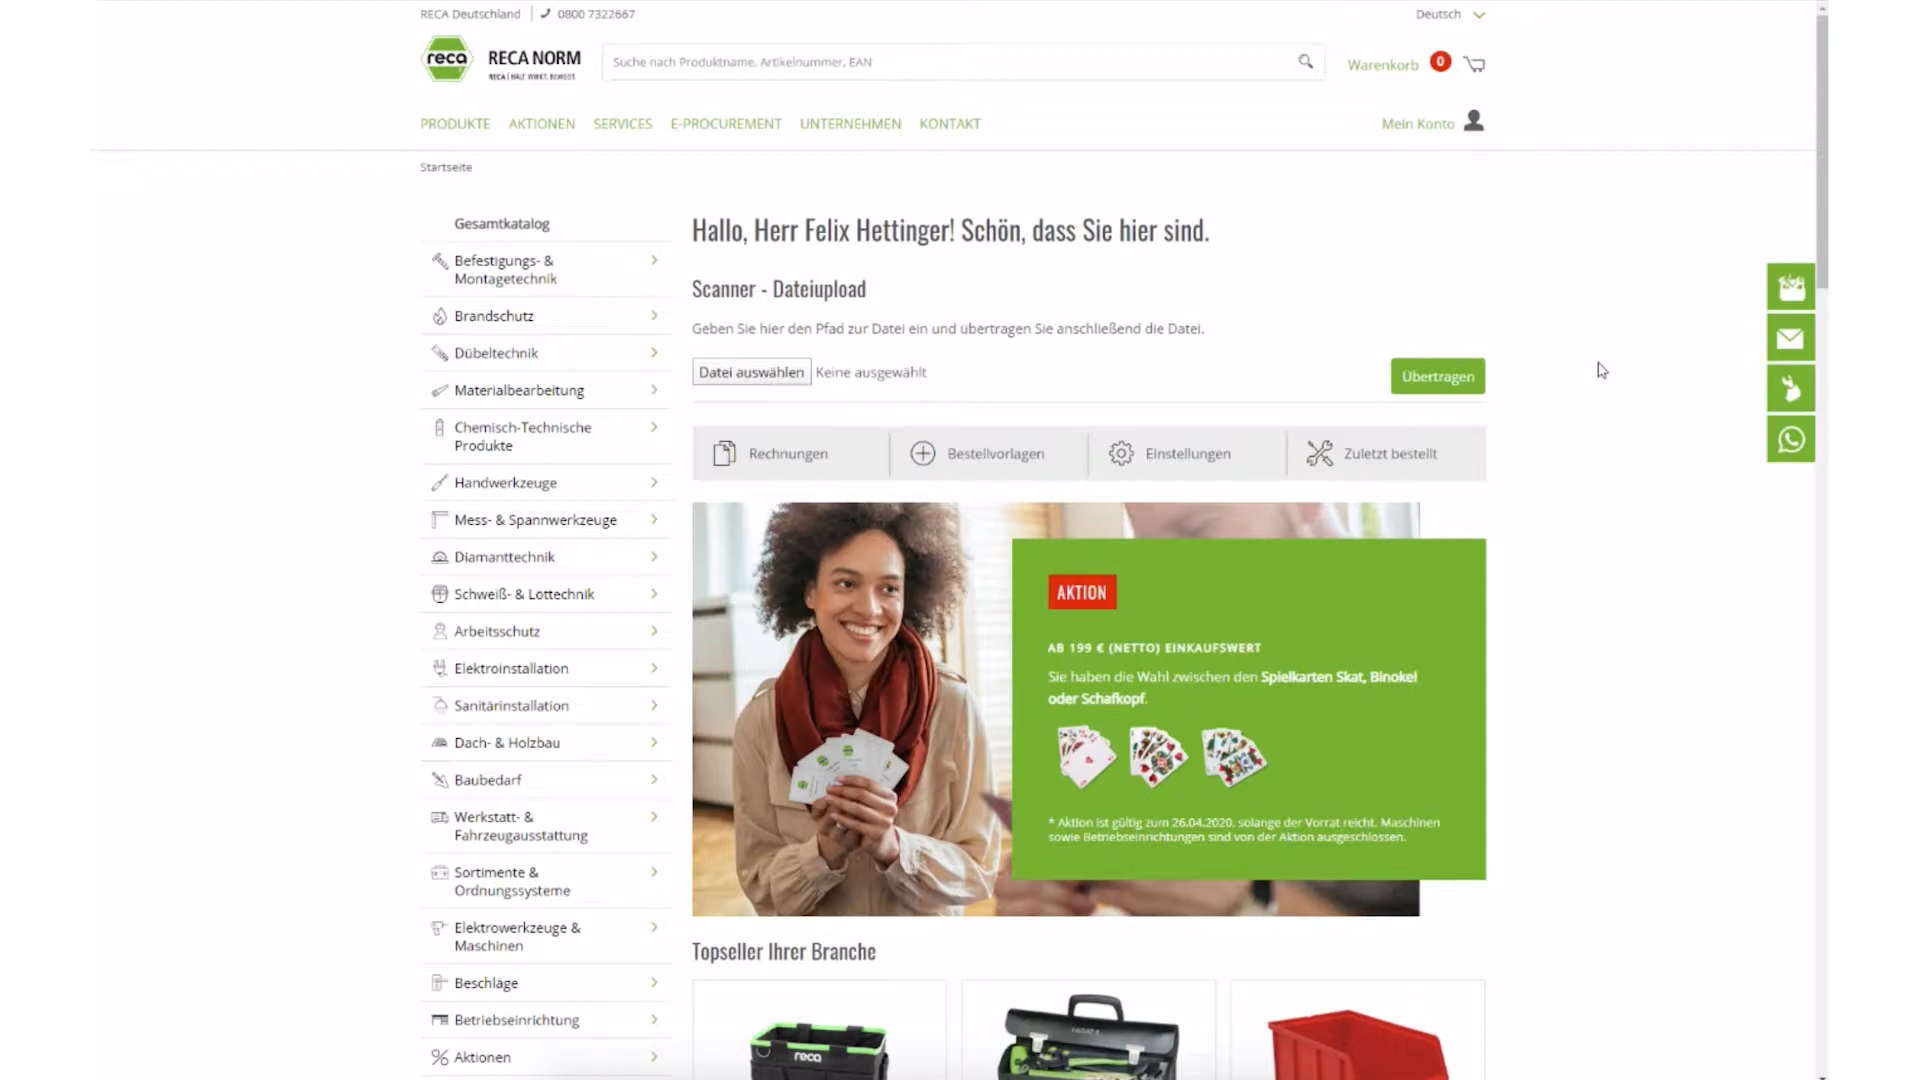 RECA Deutschland
0800 7322667
Deutsch
reca
RECA NORM
RECA | HÄLT. WIRKT. BEWEGT.
Suche nach Produktname, Artikelnummer, EAN
Warenkorb 0
PRODUKTE AKTIONEN SERVICES E-PROCUREMENT UNTERNEHMEN KONTAKT
Mein Konto
Startseite
Gesamtkatalog
Befestigungs- &
Montagetechnik
Brandschutz
Dübeltechnik
Materialbearbeitung
Chemisch-Technische
Produkte
Handwerkzeuge
Mess- & Spannwerkzeuge
Diamanttechnik
Schweiß- & Löttechnik
Arbeitsschutz
Elektroinstallation
Sanitärinstallation
Dach- & Holzbau
Baubedarf
Werkstatt- &
Fahrzeugausstattung
Sortimente &
Ordnungssysteme
Elektrowerkzeuge &
Maschinen
Beschläge
Betriebseinrichtung
Aktionen
Hallo, Herr Felix Hettinger! Schön, dass Sie hier sind.
Scanner - Dateiupload
Geben Sie hier den Pfad zur Datei ein und übertragen Sie anschließend die Datei.
Datei auswählen Keine ausgewählt
Übertragen
Rechnungen
Bestellvorlagen
Einstellungen
Zuletzt bestellt
AKTION
AB 199 € (NETTO) EINKAUFSWERT
Sie haben die Wahl zwischen den Spielkarten Skat, Binokel
oder Schafkopf.
* Aktion ist gültig zum 26.04.2020. solange der Vorrat reicht. Maschinen
sowie Betriebseinrichtungen sind von der Aktion ausgeschlossen.
Topseller Ihrer Branche
reca